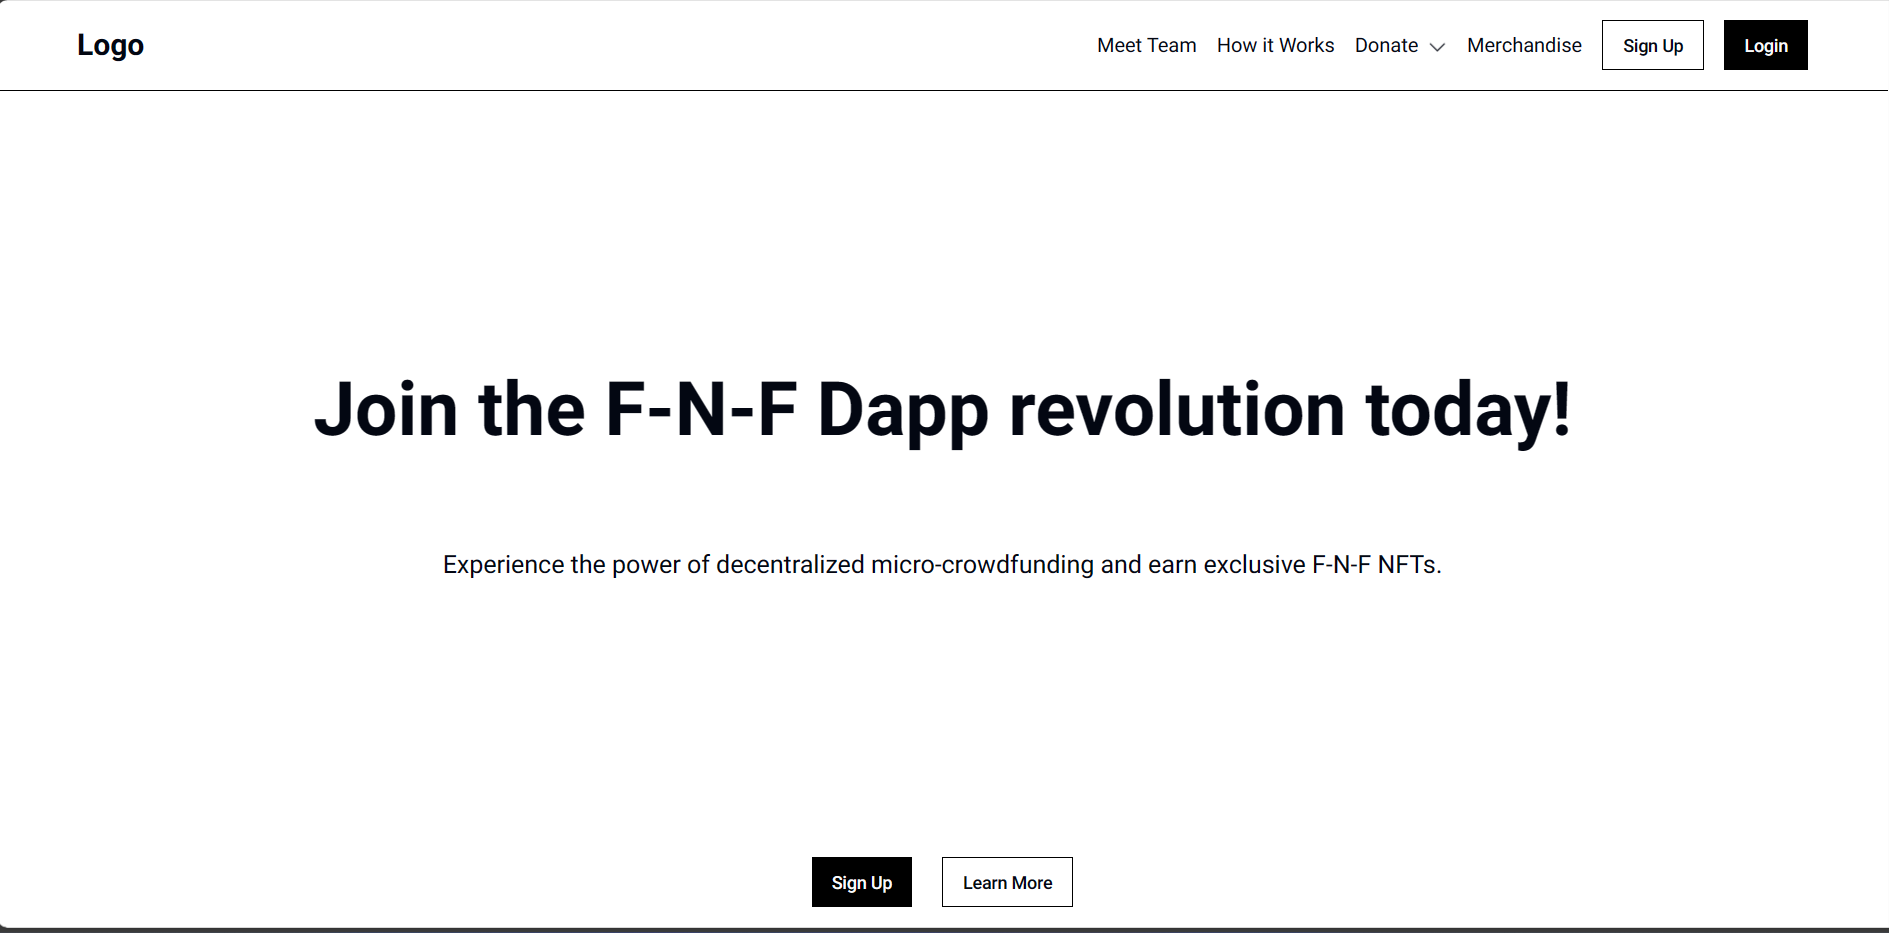 Logo
Meet Team How it Works Donate Merchandise Sign Up Login
Join the F-N-F Dapp revolution today!
Experience the power of decentralized micro-crowdfunding and earn exclusive F-N-F NFTs.
Sign Up Learn More